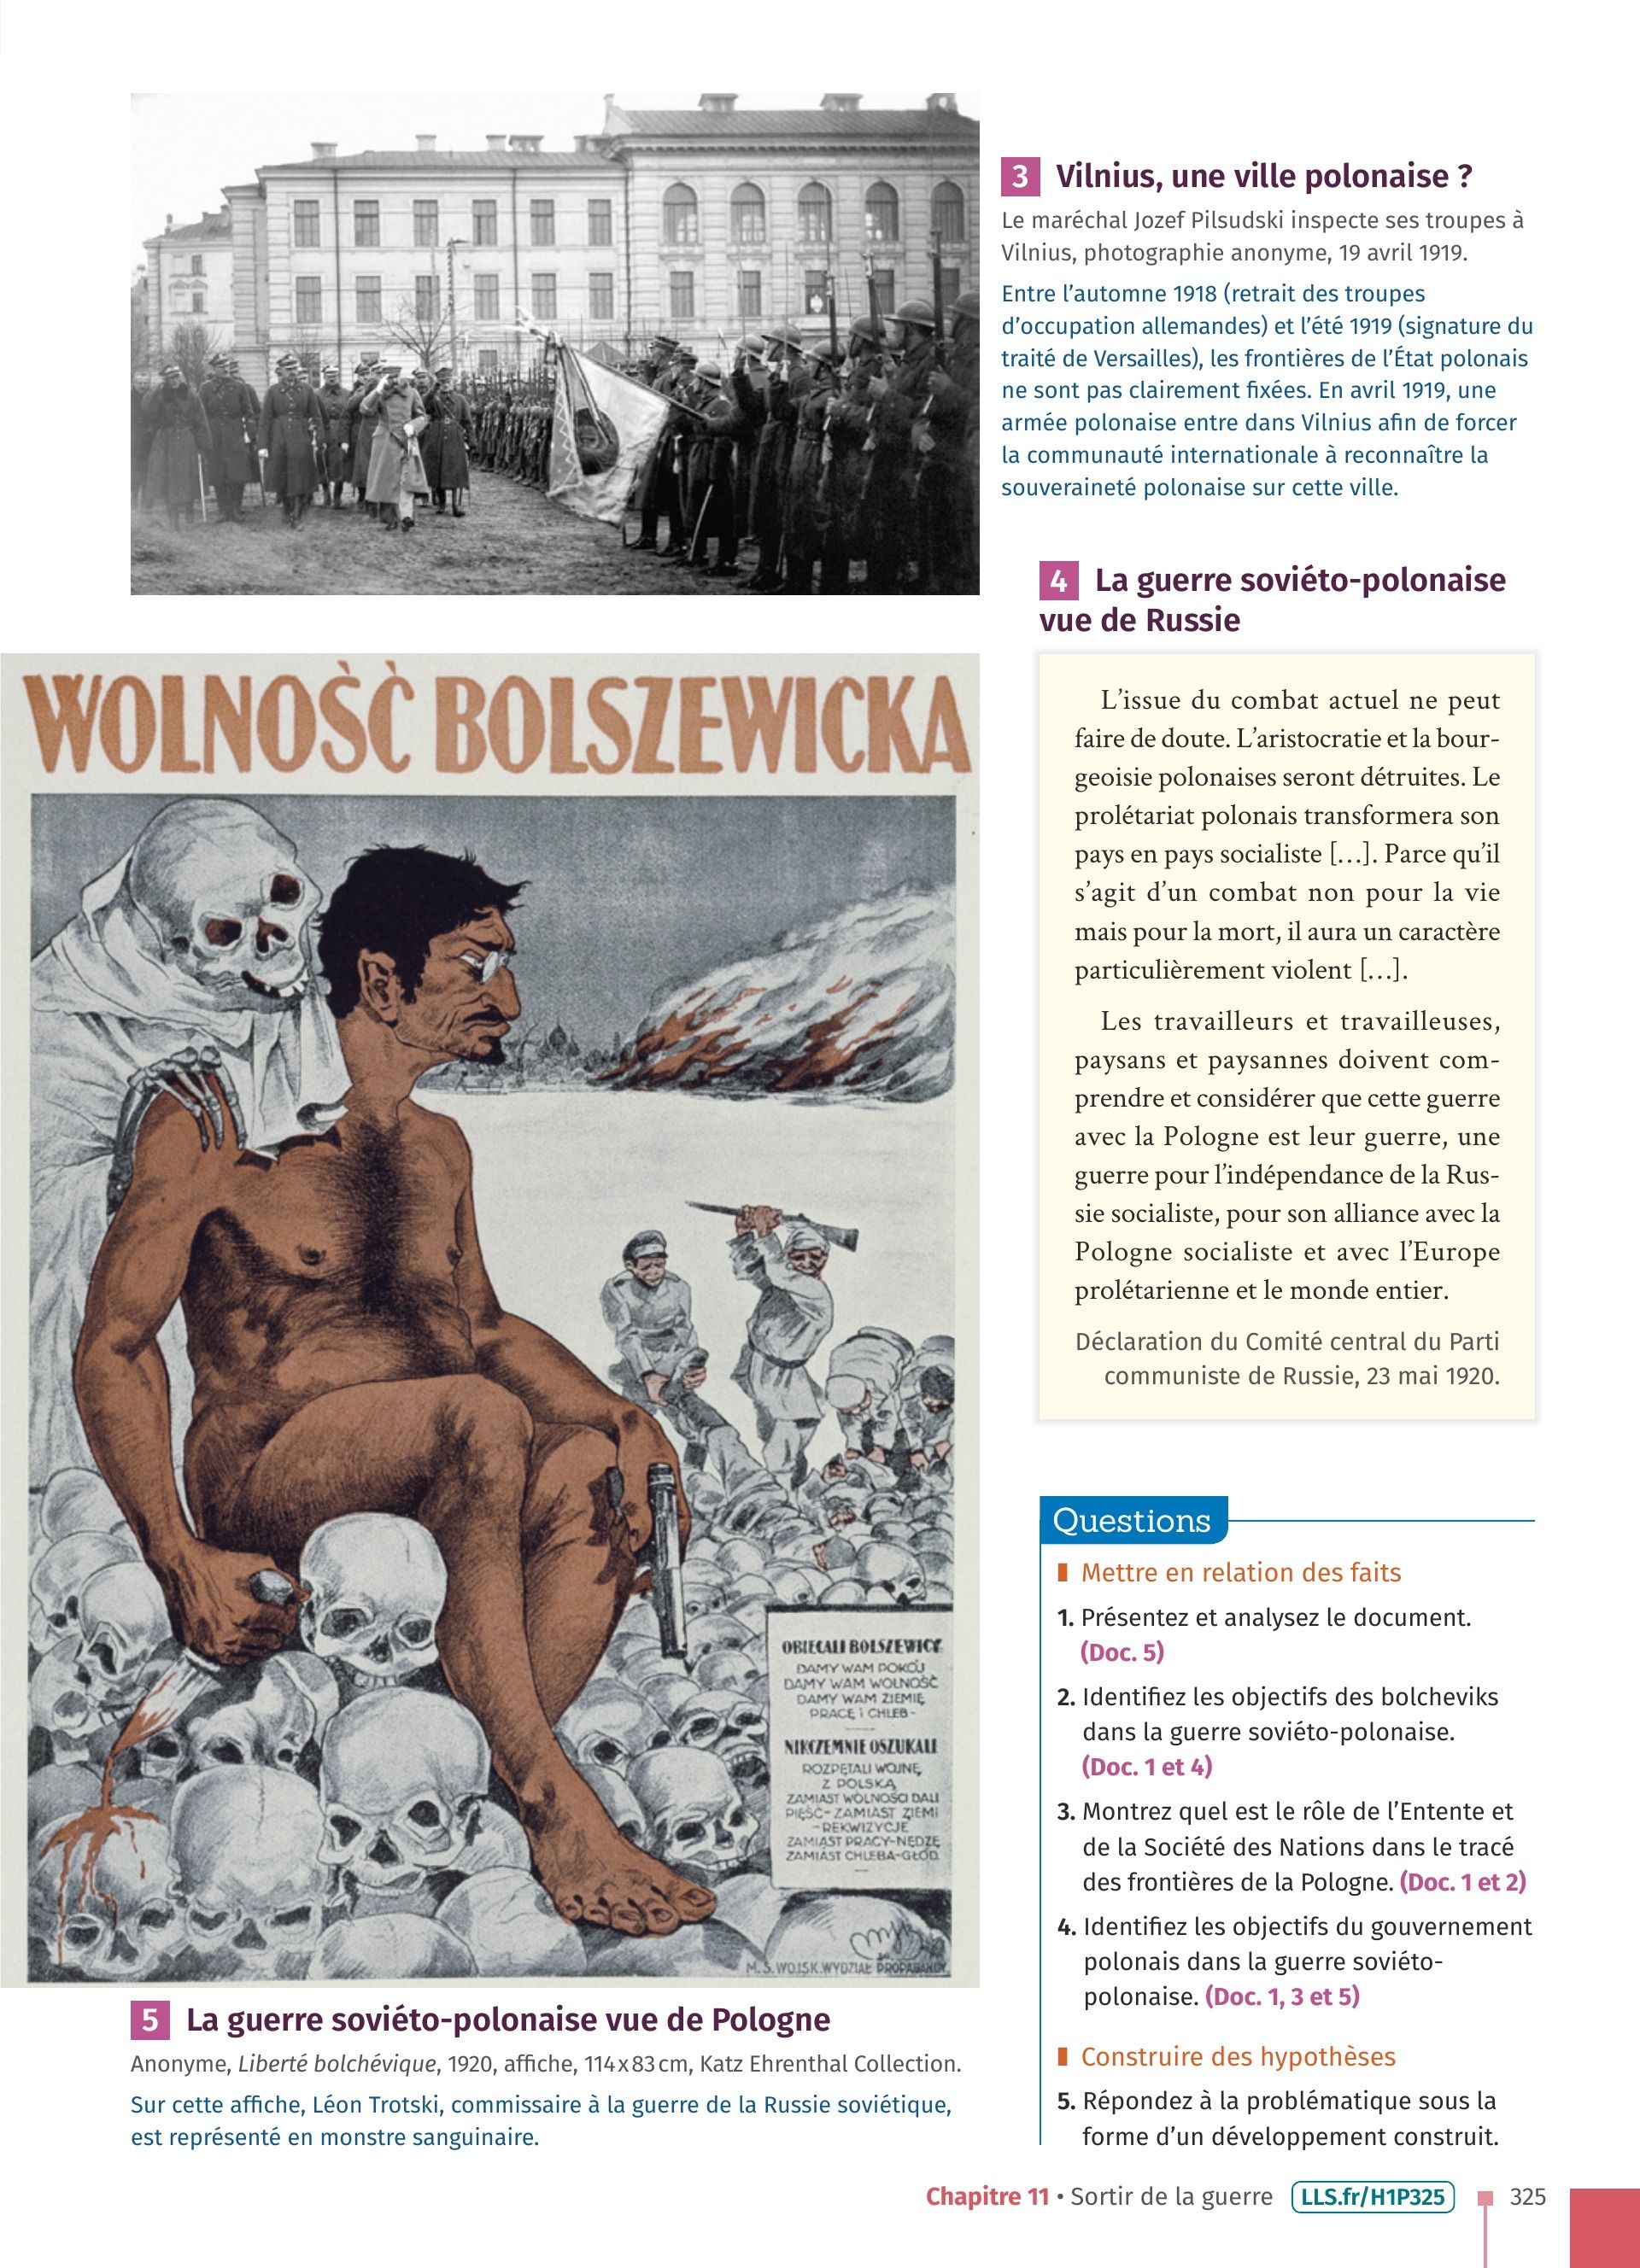 3 Vilnius, une ville polonaise ?
Le maréchal Jozef Pilsudski inspecte ses troupes à
Vilnius, photographie anonyme, 19 avril 1919.
Entre l’automne 1918 (retrait des troupes
d’occupation allemandes) et l’été 1919 (signature du
traité de Versailles), les frontières de l’État polonais
ne sont pas clairement fixées. En avril 1919, une
armée polonaise entre dans Vilnius afin de forcer
la communauté internationale à reconnaître la
souveraineté polonaise sur cette ville.
4 La guerre soviéto-polonaise
vue de Russie
L’issue du combat actuel ne peut
faire de doute. L’aristocratie et la bour-
geoisie polonaises seront détruites. Le
prolétariat polonais transformera son
pays en pays socialiste […]. Parce qu’il
s’agit d’un combat non pour la vie
mais pour la mort, il aura un caractère
particulièrement violent […].
Les travailleurs et travailleuses,
paysans et paysannes doivent com-
prendre et considérer que cette guerre
avec la Pologne est leur guerre, une
guerre pour l’indépendance de la Rus-
sie socialiste, pour son alliance avec la
Pologne socialiste et avec l’Europe
prolétarienne et le monde entier.
Déclaration du Comité central du Parti
communiste de Russie, 23 mai 1920.
WOLNOŚĆ BOLSZEWICKA
OBIECALI BOLSZEWICY
DAMY WAM POKÓJ
DAMY WAM WOLNOŚĆ
DAMY WAM ZIEMIĘ
PRACĘ i CHLEB-
NIKCZEMNIE OSZUKALI
ROZPĘTALI WOJNĘ
Z POLSKĄ
ZAMIAST WOLNOŚCI DALI
PIĘŚĆ-ZAMIAST ZIEMI
-REKWIZYCJE
ZAMIAST PRACY-NĘDZĘ
ZAMIAST CHLEBA-GŁÓD
M.S.WOJSK.WYDZIAŁ PROPAGANDY.
5 La guerre soviéto-polonaise vue de Pologne
Anonyme, Liberté bolchévique, 1920, affiche, 114 x 83 cm, Katz Ehrenthal Collection.
Sur cette affiche, Léon Trotski, commissaire à la guerre de la Russie soviétique,
est représenté en monstre sanguinaire.
Questions
Mettre en relation des faits
1. Présentez et analysez le document.
(Doc. 5)
2. Identifiez les objectifs des bolcheviks
dans la guerre soviéto-polonaise.
(Doc. 1 et 4)
3. Montrez quel est le rôle de l’Entente et
de la Société des Nations dans le tracé
des frontières de la Pologne. (Doc. 1 et 2)
4. Identifiez les objectifs du gouvernement
polonais dans la guerre soviéto-
polonaise. (Doc. 1, 3 et 5)
Construire des hypothèses
5. Répondez à la problématique sous la
forme d’un développement construit.
Chapitre 11 • Sortir de la guerre LLS.fr/H1P325 325